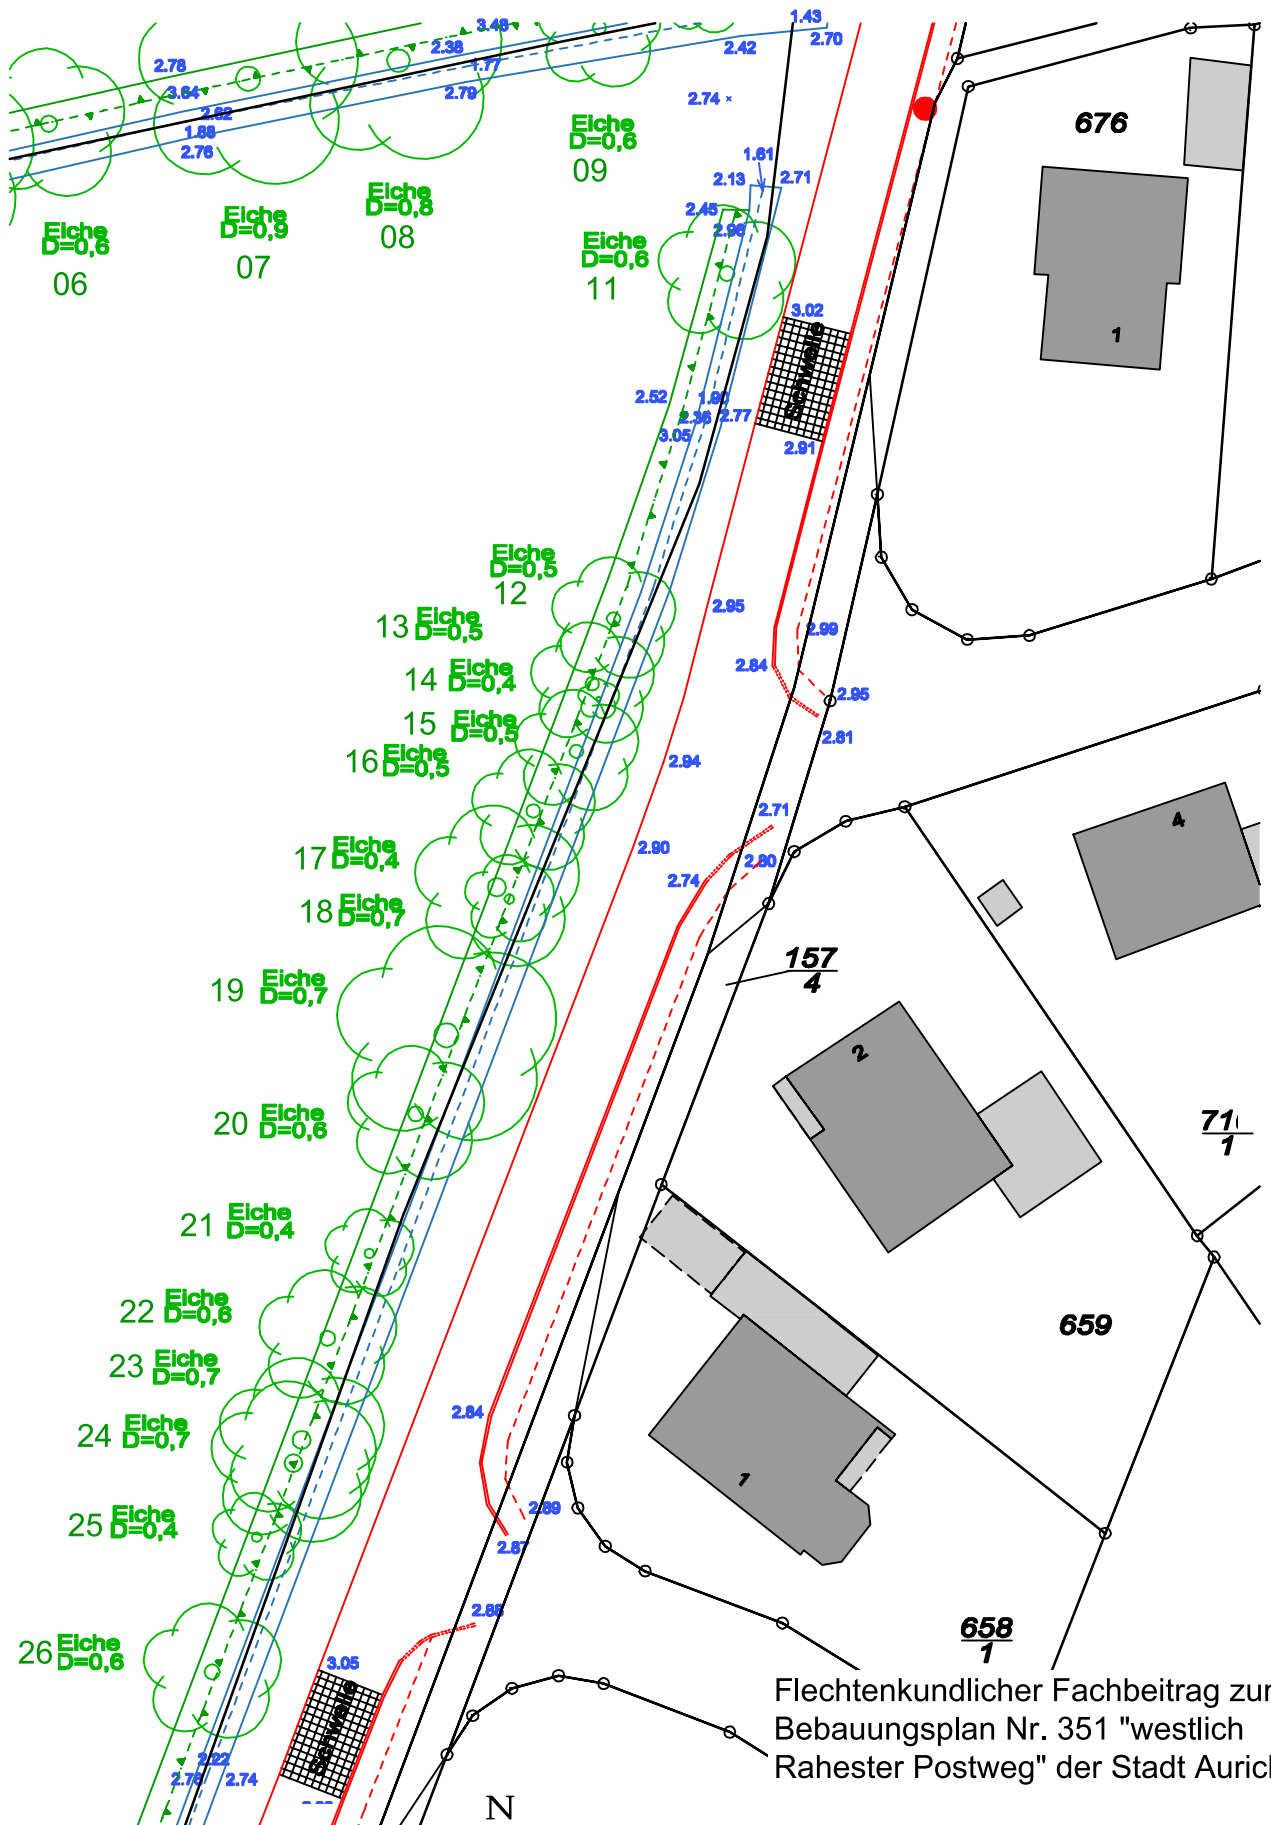 3.48
1.43
2.38
2.70
2.42
2.78
1.77
3.64
2.79
2.74
2.62
1.88
2.76
676
Eiche
D=0,6
09
1.61
2.13
2.71
Eiche
D=0,8
08
Eiche
D=0,9
07
Eiche
D=0,6
06
2.45
2.98
Eiche
D=0,6
11
3.02
Schwelle
1
2.52
1.90
2.36
2.77
3.05
2.91
Eiche
D=0,5
12
2.95
13 Eiche
D=0,5
2.99
14 Eiche
D=0,4
2.84
2.95
15 Eiche
D=0,5
2.81
16 Eiche
D=0,5
2.94
2.71
4
17 Eiche
D=0,4
2.90
2.80
2.74
18 Eiche
D=0,7
157
4
19 Eiche
D=0,7
2
20 Eiche
D=0,6
71
1
21 Eiche
D=0,4
22 Eiche
D=0,6
659
23 Eiche
D=0,7
2.84
24 Eiche
D=0,7
1
25 Eiche
D=0,4
2.89
2.87
2.88
658
1
26 Eiche
D=0,6
3.05
Schwelle
Flechtenkundlicher Fachbeitrag zur
Bebauungsplan Nr. 351 "westlich
Rahester Postweg" der Stadt Aurich
2.22
2.78
2.74
N